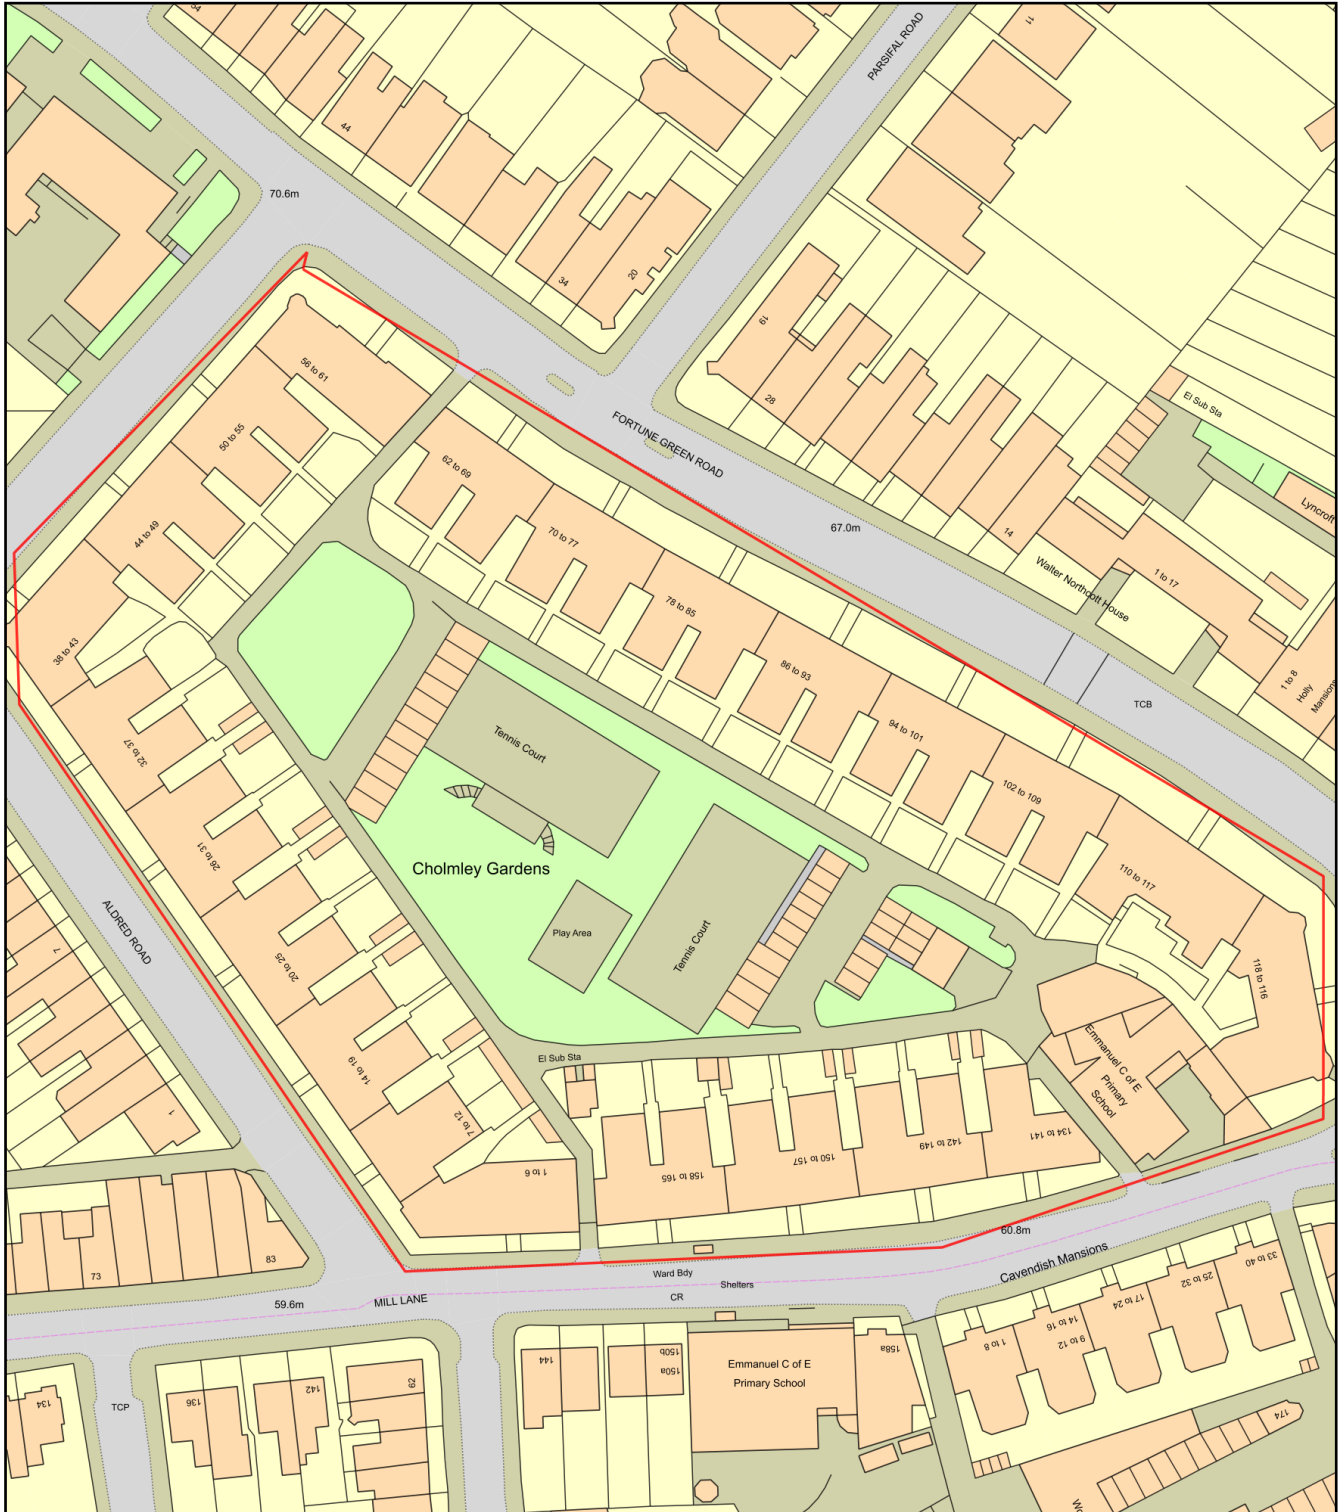 54
11
PARSIFAL ROAD
44
70.6m
34
20
19
28
56 to 61
50 to 55
44 to 49
38 to 43
El Sub Sta
Lyncroft
FORTUNE GREEN ROAD
67.0m
14
Walter Northcott House
1 to 17
1 to 8
Holly
Mansions
TCB
62 to 69
70 to 77
78 to 85
86 to 93
94 to 101
102 to 109
110 to 117
118 to 116
Tennis Court
Cholmley Gardens
Play Area
Tennis Court
32 to 37
26 to 31
20 to 25
14 to 19
7 to 12
1 to 6
ALDRED ROAD
7
1
El Sub Sta
Emmanuel C of E
Primary
School
158 to 165
150 to 157
142 to 149
134 to 141
73
83
59.6m
MILL LANE
Ward Bdy
Shelters
CR
60.8m
Cavendish Mansions
33 to 40
25 to 32
17 to 24
14 to 16
9 to 12
1 to 8
134
TCP
136
142
62
144
150b
150a
Emmanuel C of E
Primary School
158a
174